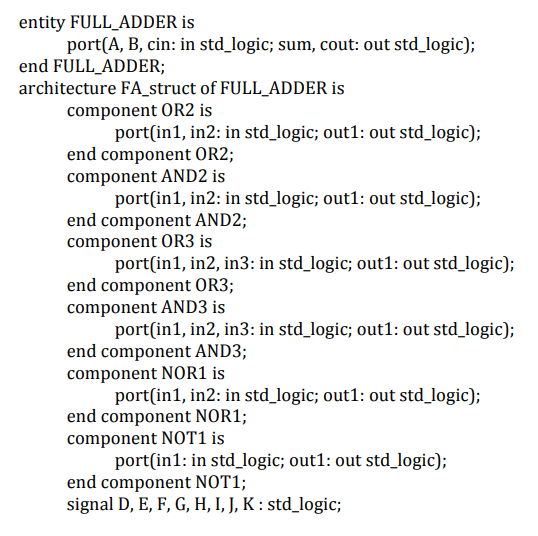 entity FULL_ADDER is
port(A, B, cin: in std_logic; sum, cout: out std_logic);
end FULL_ADDER;
architecture FA_struct of FULL_ADDER is
component OR2 is
port(in1, in2: in std_logic; out1: out std_logic);
end component OR2;
component AND2 is
port(in1, in2: in std_logic; out1: out std_logic);
end component AND2;
component OR3 is
port(in1, in2, in3: in std_logic; out1: out std_logic);
end component OR3;
component AND3 is
port(in1, in2, in3: in std_logic; out1: out std_logic);
end component AND3;
component NOR1 is
port(in1, in2: in std_logic; out1: out std_logic);
end component NOR1;
component NOT1 is
port(in1: in std_logic; out1: out std_logic);
end component NOT1;
signal D, E, F, G, H, I, J, K : std_logic;